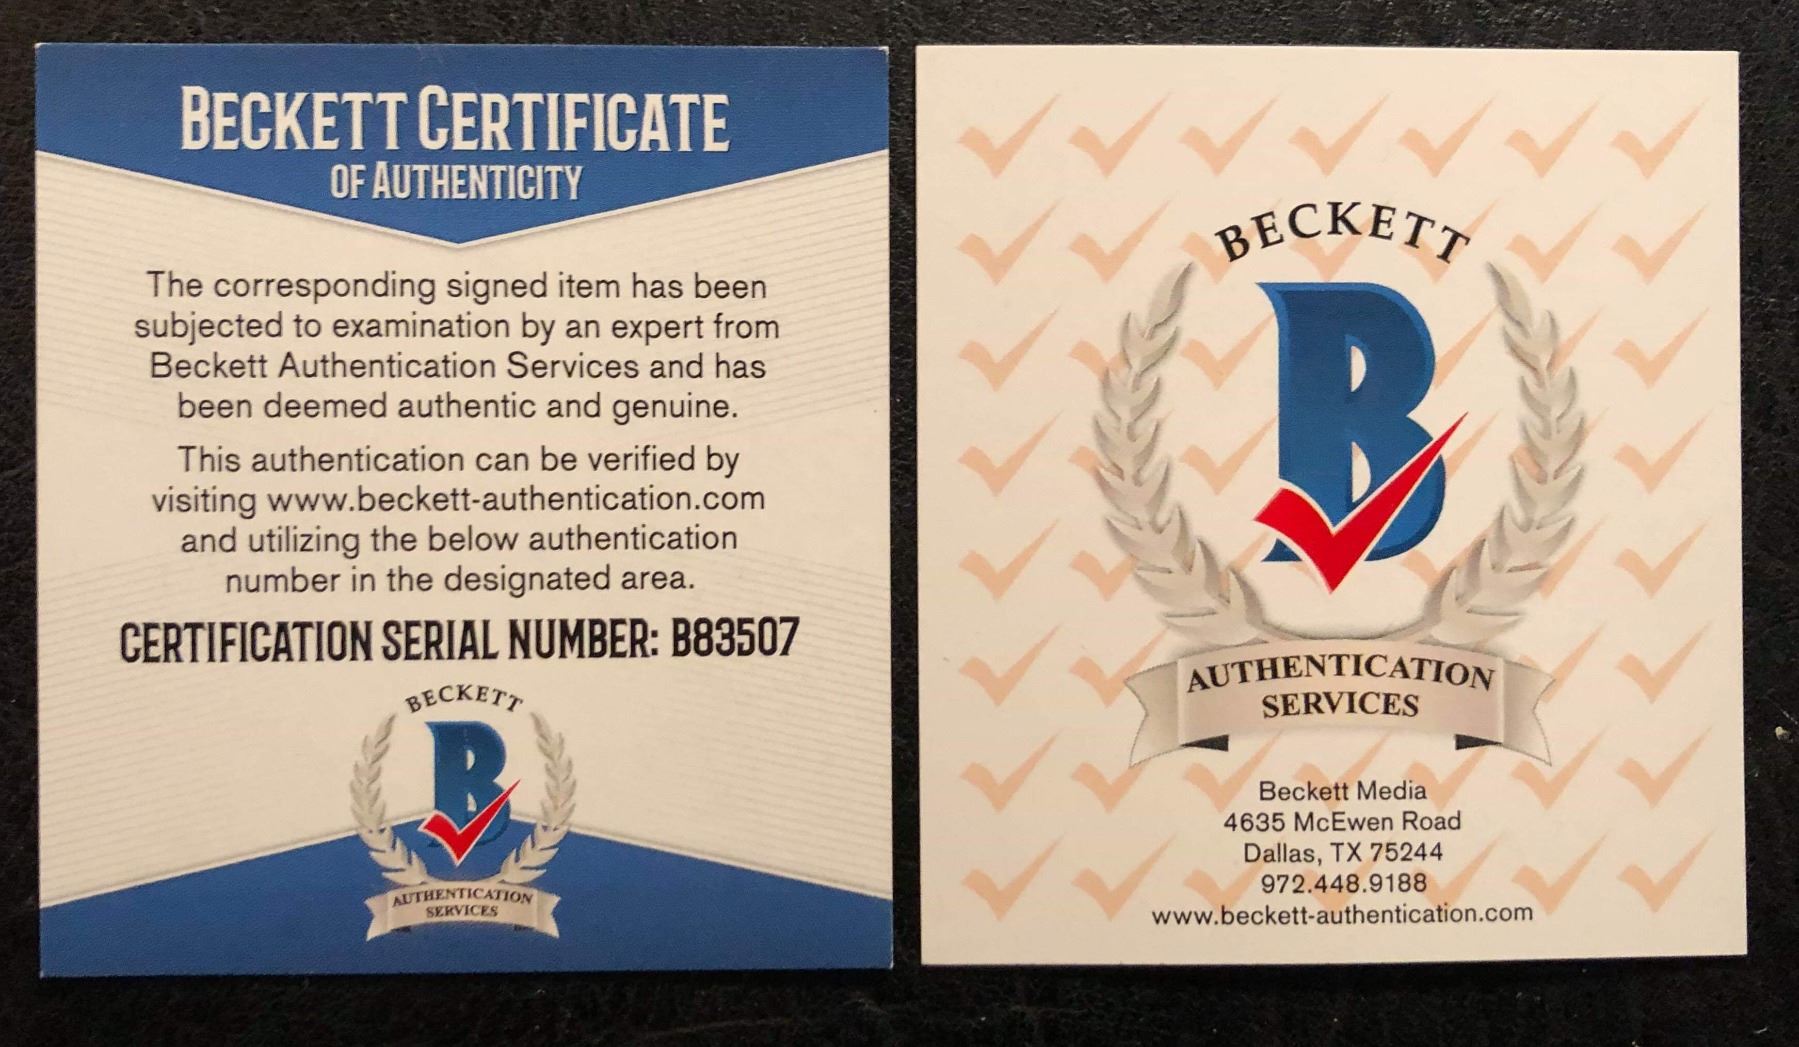 BECKETT CERTIFICATE
OF AUTHENTICITY
The corresponding signed item has been
subjected to examination by an expert from
Beckett Authentication Services and has
been deemed authentic and genuine.
This authentication can be verified by
visiting www.beckett-authentication.com
and utilizing the below authentication
number in the designated area.
CERTIFICATION SERIAL NUMBER: B83507
BECKETT
B
AUTHENTICATION
SERVICES
BECKETT
B
AUTHENTICATION
SERVICES
Beckett Media
4635 McEwen Road
Dallas, TX 75244
972.448.9188
www.beckett-authentication.com